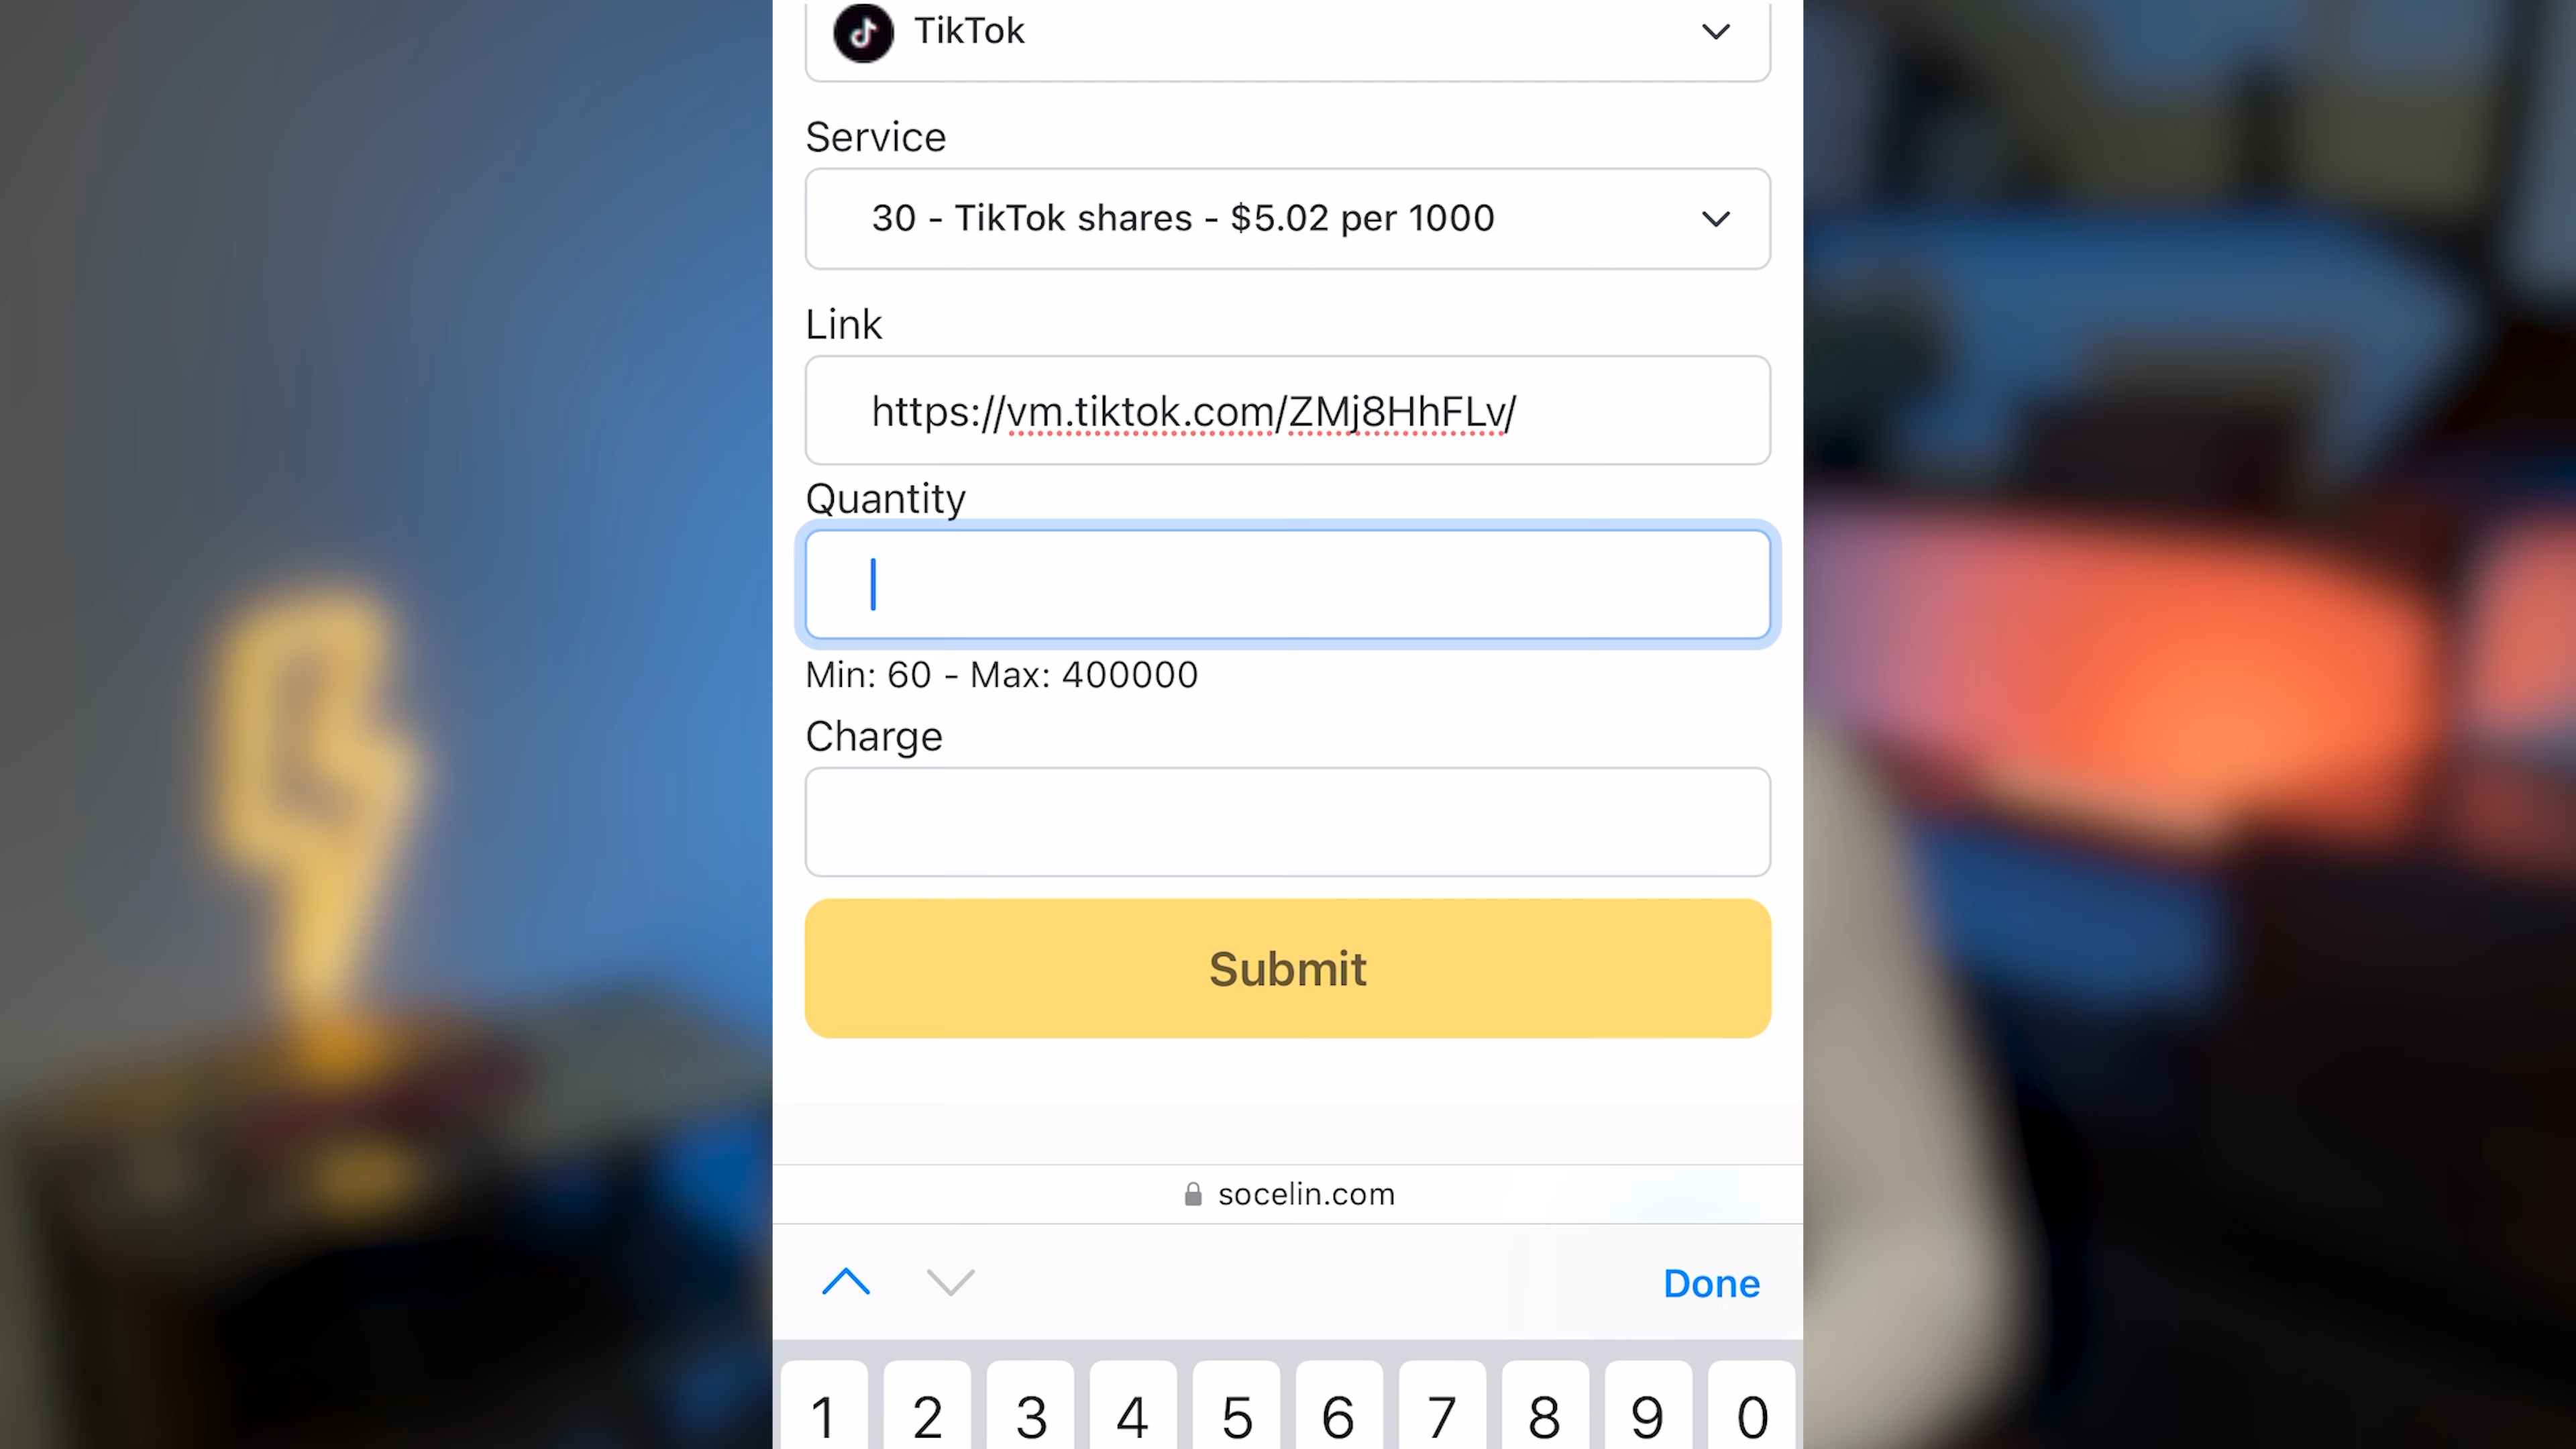 TikTok
Service
30 - TikTok shares - $5.02 per 1000
Link
https://vm.tiktok.com/ZMj8HhFLv/
Quantity
Min: 60 - Max: 400000
Charge
Submit
socelin.com
Done
1 2 3 4 5 6 7 8 9 0